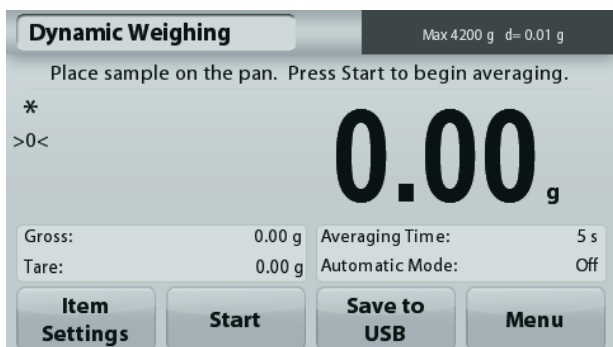 Dynamic Weighing
Max 4200 g d= 0.01 g
Place sample on the pan. Press Start to begin averaging.
*
>0<
0.00 g
Gross: 0.00 g
Tare: 0.00 g
Averaging Time: 5 s
Automatic Mode: Off
Item
Settings
Start
Save to
USB
Menu